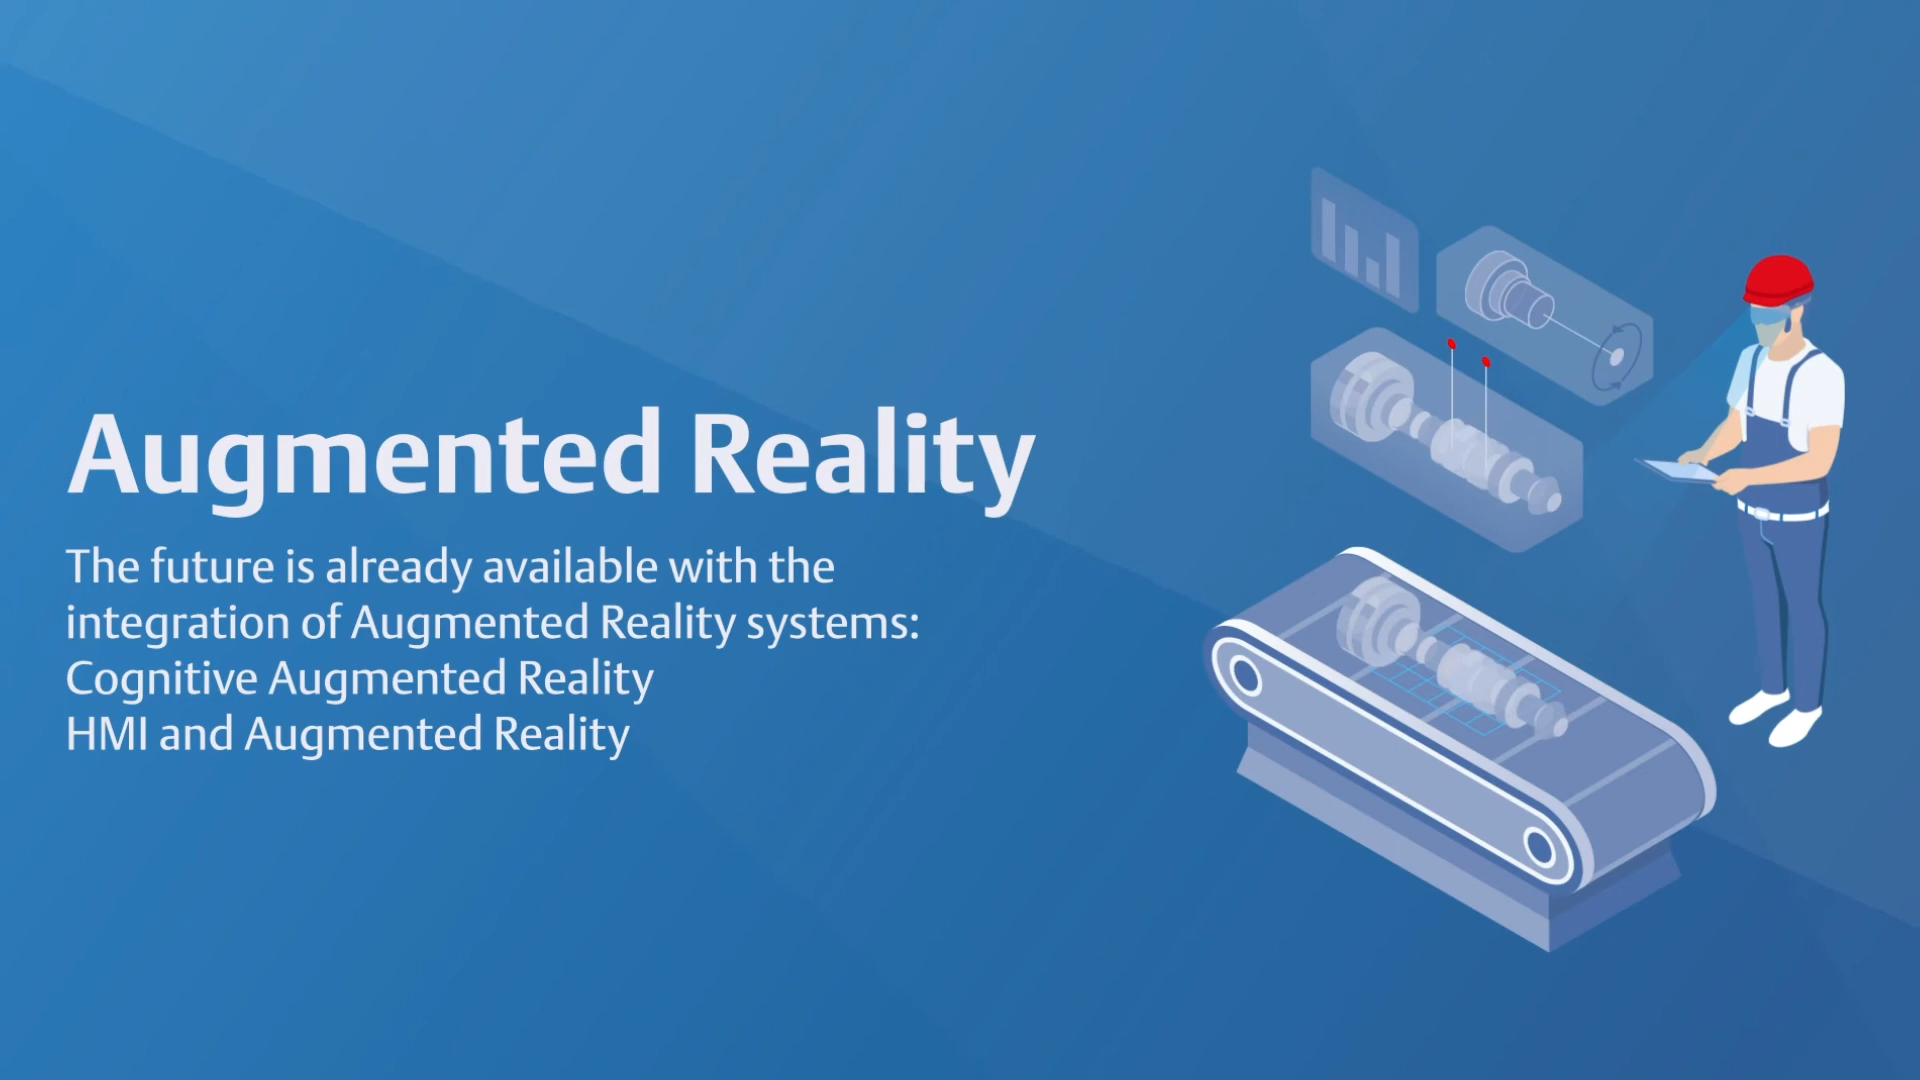 Augmented Reality
The future is already available with the
integration of Augmented Reality systems:
Cognitive Augmented Reality
HMI and Augmented Reality